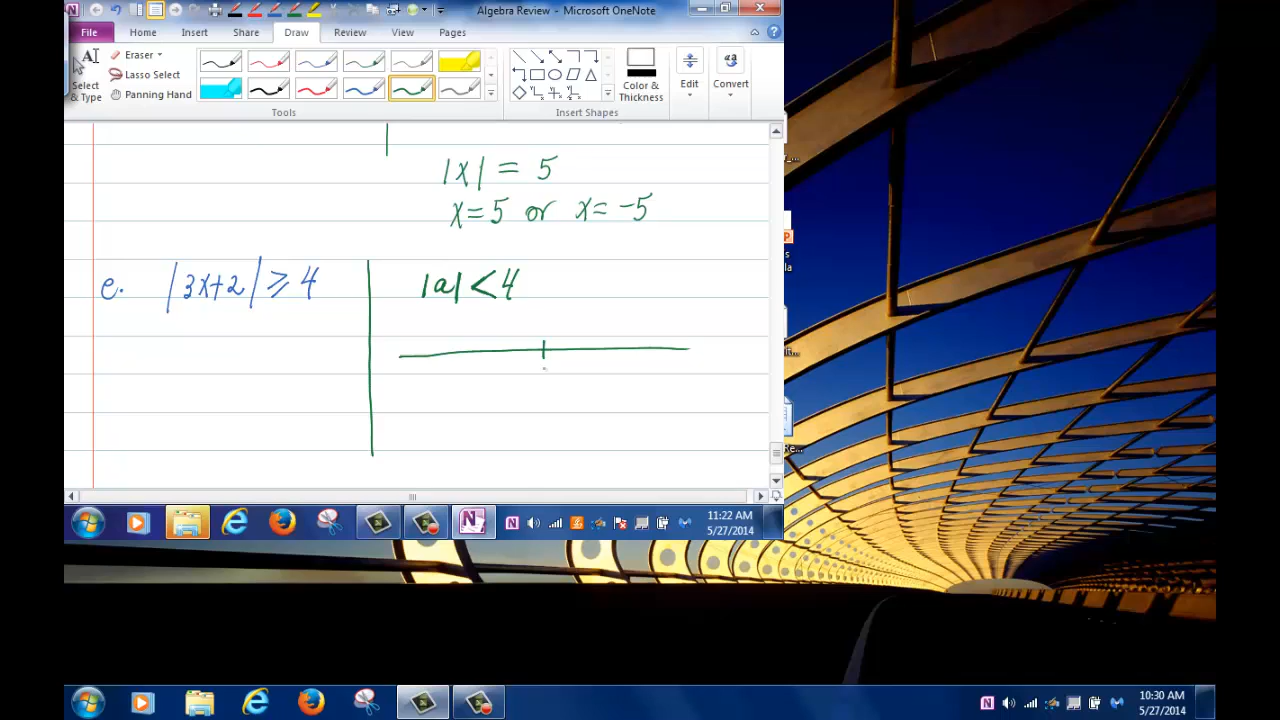 Algebra Review - Microsoft OneNote
File Home Insert Share Draw Review View Pages
Select & Type
Eraser
Lasso Select
Panning Hand
Color & Thickness
Edit
Convert
Tools
Insert Shapes
|x| = 5
x=5 or x=-5
e. |3x+2| ≥ 4
|a| < 4
11:22 AM
5/27/2014
10:30 AM
5/27/2014